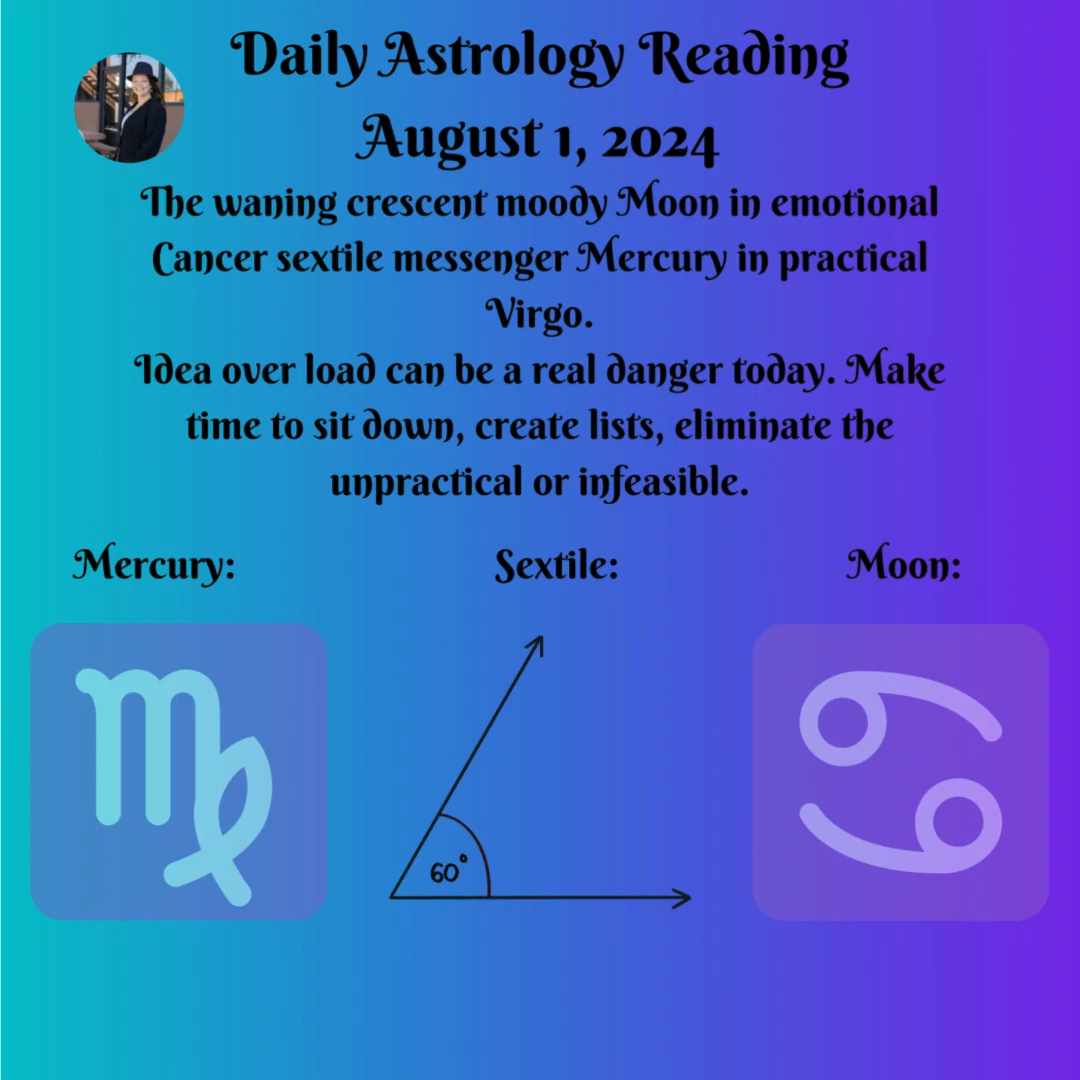 Daily Astrology Reading
August 1, 2024
The waning crescent moody Moon in emotional
Cancer sextile messenger Mercury in practical
Virgo.
Idea over load can be a real danger today. Make
time to sit down, create lists, eliminate the
unpractical or infeasible.
Mercury: Sextile: Moon:
60°